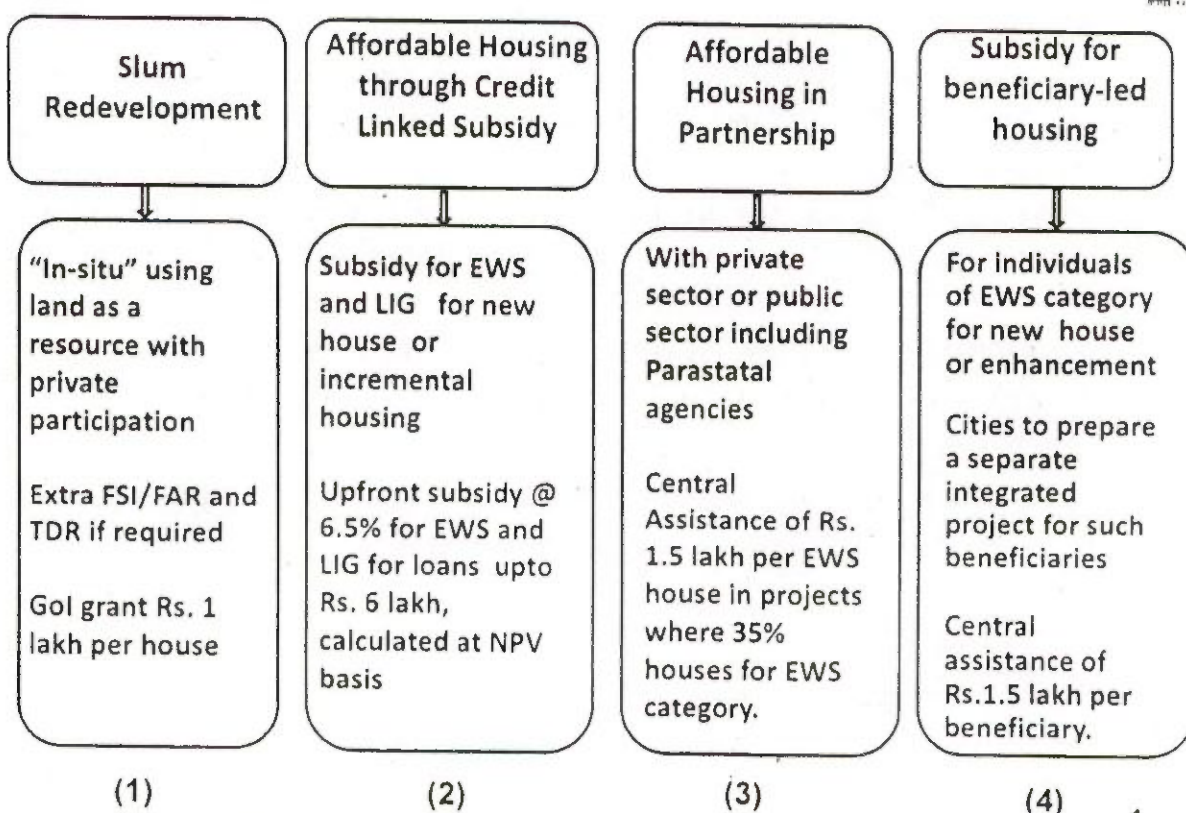 Slum
Redevelopment
"In-situ" using
land as a
resource with
private
participation
Extra FSI/FAR and
TDR if required
GoI grant Rs. 1
lakh per house
(1)
Affordable Housing
through Credit
Linked Subsidy
Subsidy for EWS
and LIG for new
house or
incremental
housing
Upfront subsidy @
6.5% for EWS and
LIG for loans upto
Rs. 6 lakh,
calculated at NPV
basis
(2)
Affordable
Housing in
Partnership
With private
sector or public
sector including
Parastatal
agencies
Central
Assistance of Rs.
1.5 lakh per EWS
house in projects
where 35%
houses for EWS
category.
(3)
Subsidy for
beneficiary-led
housing
For individuals
of EWS category
for new house
or enhancement
Cities to prepare
a separate
integrated
project for such
beneficiaries
Central
assistance of
Rs.1.5 lakh per
beneficiary.
(4)